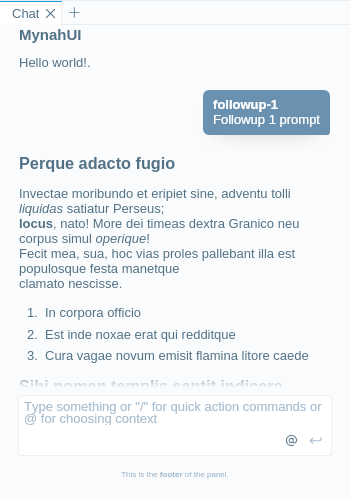 Chat
MynahUI
Hello world!.
followup-1
Followup 1 prompt
Perque adacto fugio
Invectae moribundo et eripiet sine, adventu tolli
liquidas satiatur Perseus;
locus, nato! More dei timeas dextra Granico neu
corpus simul operique!
Fecit mea, sua, hoc vias proles pallebant illa est
populosque festa manetque
clamato nescisse.
1. In corpora officio
2. Est inde noxae erat qui redditque
3. Cura vagae novum emisit flamina litore caede
Sibi nomen templis sentit indicere
Type something or "/" for quick action commands or
@ for choosing context
@
This is the footer of the panel.